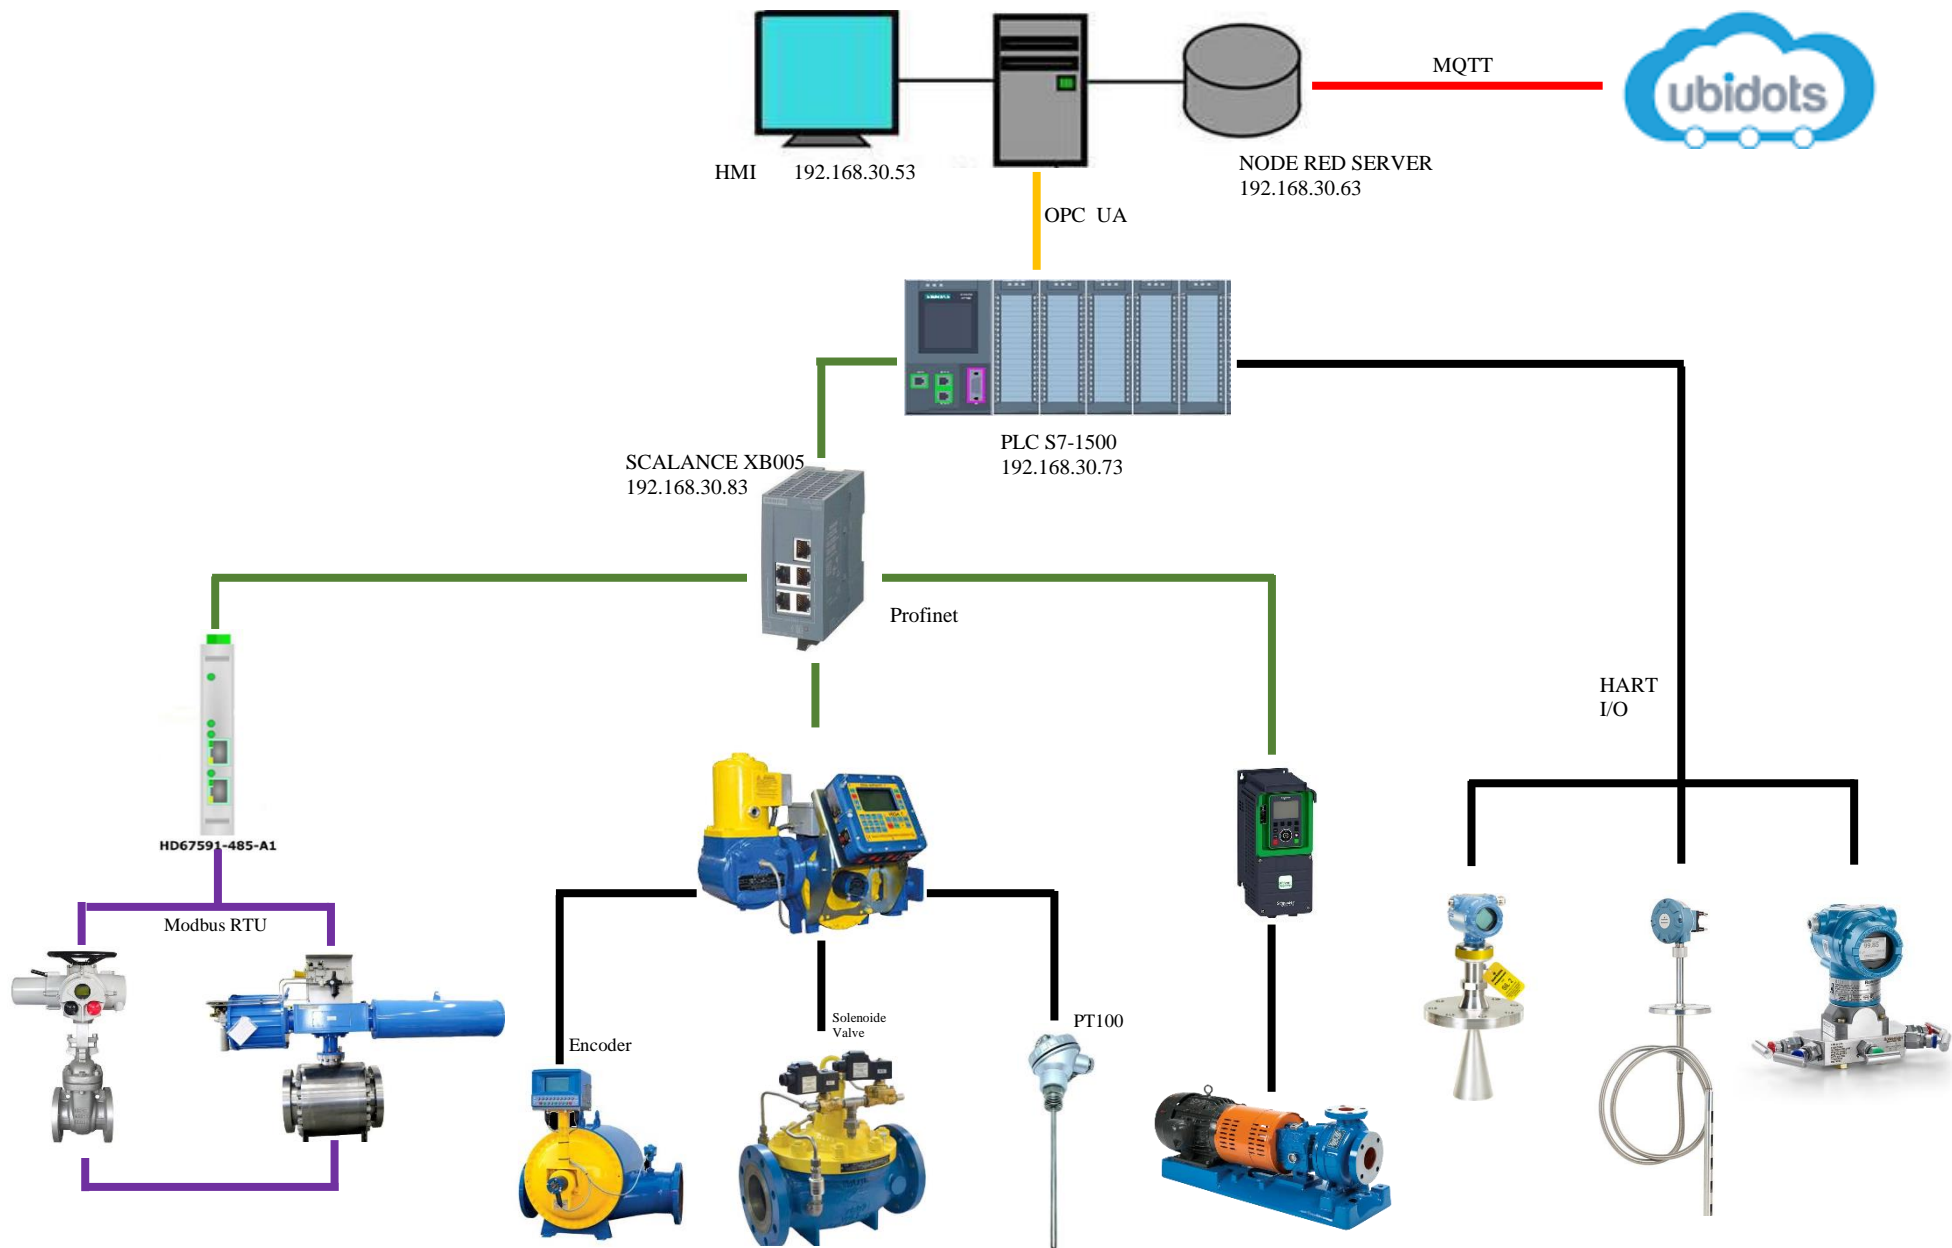 ubidots
MQTT
HMI 192.168.30.53
NODE RED SERVER
192.168.30.63
OPC UA
PLC S7-1500
192.168.30.73
SCALANCE XB005
192.168.30.83
Profinet
HART
I/O
HD67591-485-A1
Modbus RTU
Encoder
Solenoide
Valve
PT100